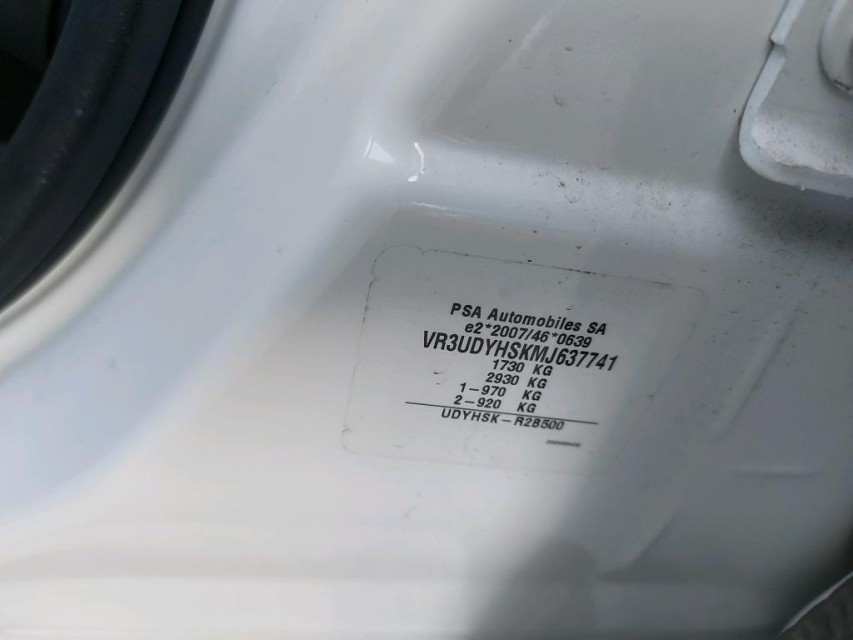 PSA Automobiles SA
e2*2007/46*0639
VR3UDYHSKMJ637741
1730 KG
2930 KG
1-970 KG
2-920 KG
UDYHSK-R2B500